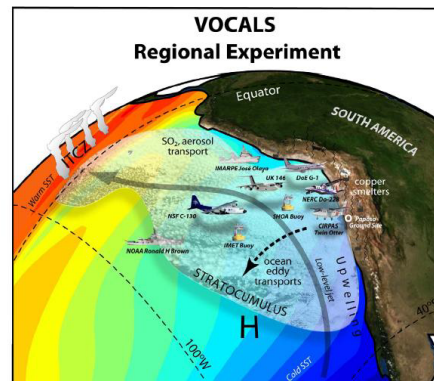 VOCALS
Regional Experiment
Equator
SOUTH AMERICA
ITCZ
Warm SST
SO2, aerosol
transport
IMARPE José Olaya
DoE G-1
UK 146
NERC Do-228
copper
smelters
NSF C-130
SHOA Buoy
Paposo
Ground Site
CIRPAS
Twin Otter
IMET Buoy
NOAA Ronald H Brown
ocean
eddy
transports
Low-level jet
Upwelling
STRATOCUMULUS
H
40°
100°W
Cold SST